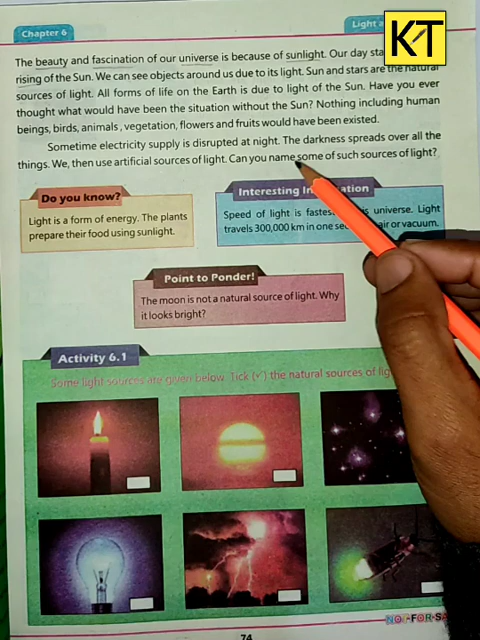 Chapter 6
Light a
KT
The beauty and fascination of our universe is because of sunlight. Our day sta
rising of the Sun. We can see objects around us due to its light. Sun and stars are the natural
sources of light. All forms of life on the Earth is due to light of the Sun. Have you ever
thought what would have been the situation without the Sun? Nothing including human
beings, birds, animals, vegetation, flowers and fruits would have been existed.
Sometime electricity supply is disrupted at night. The darkness spreads over all the
things. We, then use artificial sources of light. Can you name some of such sources of light?
Do you know?
Light is a form of energy. The plants
prepare their food using sunlight.
Interesting In ation
Speed of light is fastes is universe. Light
travels 300,000 km in one sec air or vacuum.
Point to Ponder!
The moon is not a natural source of light. Why
it looks bright?
Activity 6.1
Some light sources are given below. Tick (✓) the natural sources of lig
NOT-FOR-SA
74